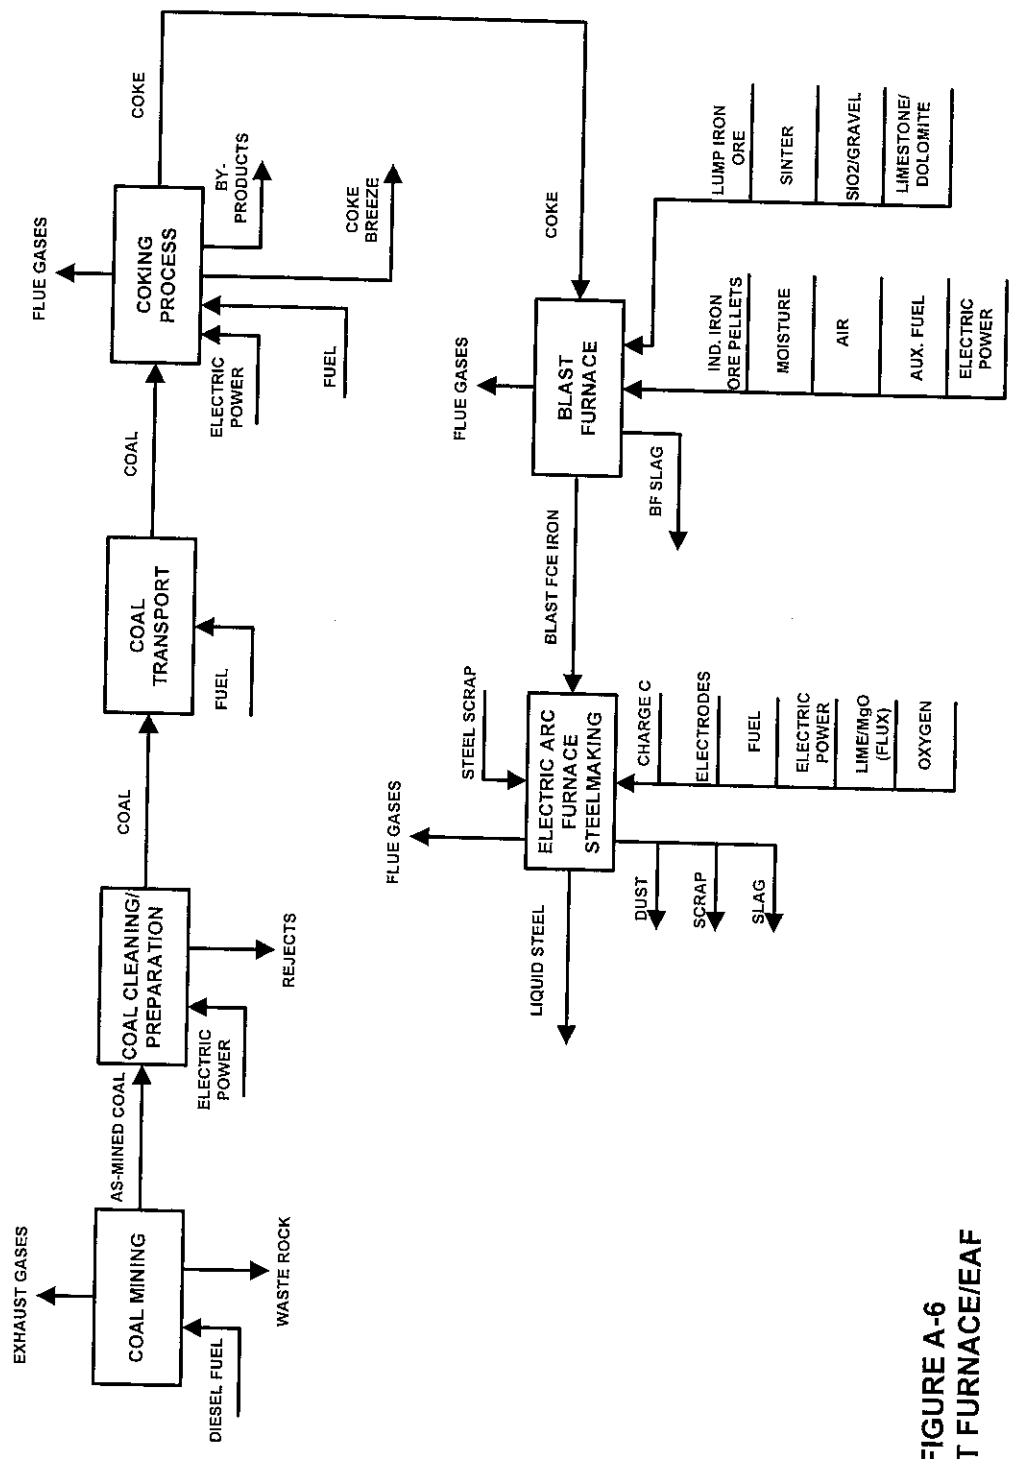 EXHAUST GASES
COAL MINING
DIESEL FUEL
WASTE ROCK
AS-MINED COAL
COAL CLEANING/
PREPARATION
ELECTRIC
POWER
REJECTS
COAL
COAL
TRANSPORT
FUEL
COAL
FLUE GASES
COKING
PROCESS
ELECTRIC
POWER
FUEL
BY-
PRODUCTS
COKE
BREEZE
COKE
COKE
FLUE GASES
BLAST
FURNACE
BF SLAG
IND. IRON
ORE PELLETS
MOISTURE
AIR
AUX. FUEL
ELECTRIC
POWER
LUMP IRON
ORE
SINTER
SIO2/GRAVEL
LIMESTONE/
DOLOMITE
BLAST FCE IRON
STEEL SCRAP
FLUE GASES
ELECTRIC ARC
FURNACE
STEELMAKING
CHARGE C
ELECTRODES
FUEL
ELECTRIC
POWER
LIME/MgO
(FLUX)
OXYGEN
DUST
SCRAP
SLAG
LIQUID STEEL
FIGURE A-6
T FURNACE/EAF